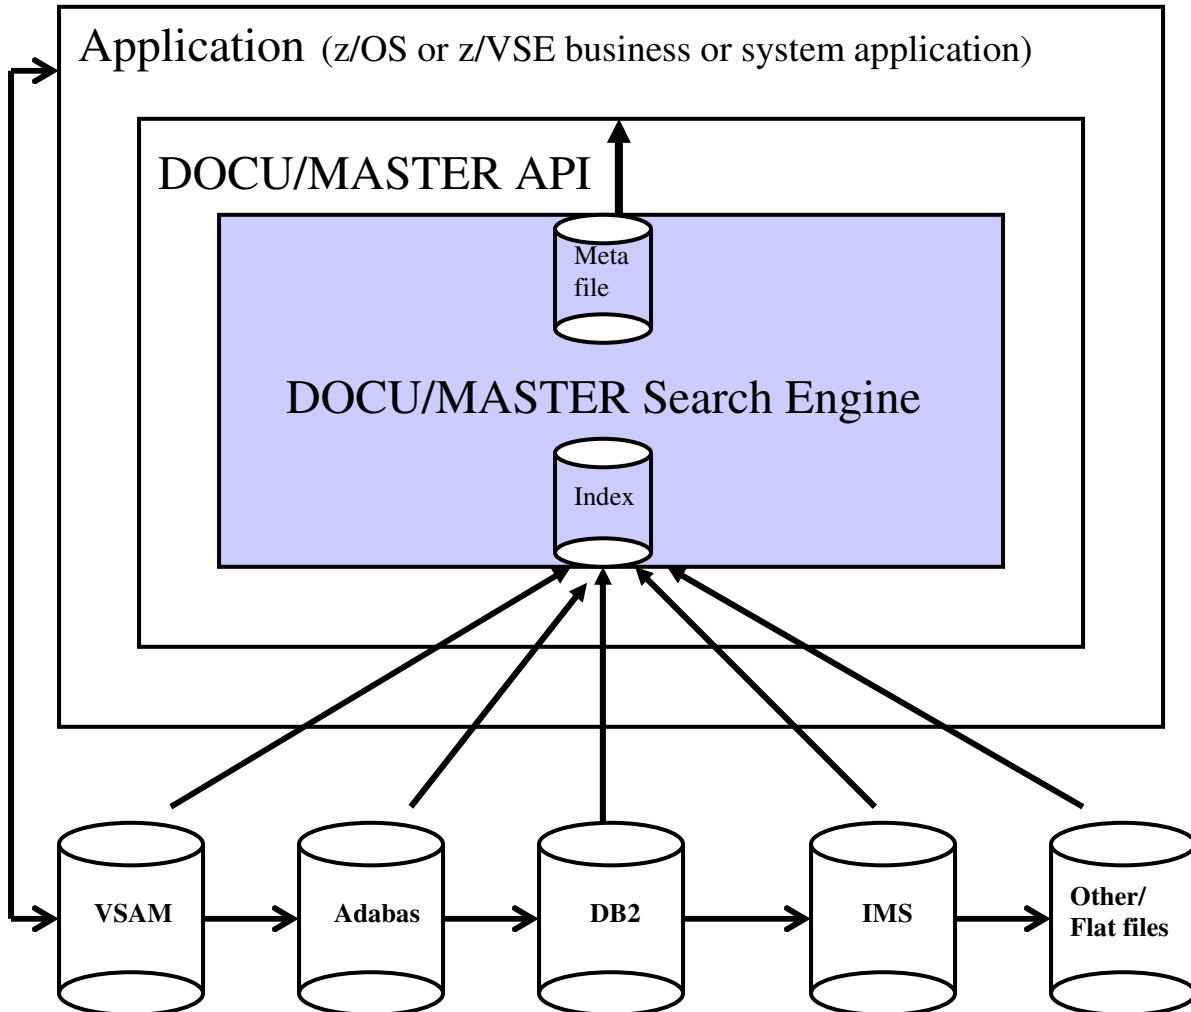 Application (z/OS or z/VSE business or system application)
DOCU/MASTER API
Meta
file
DOCU/MASTER Search Engine
Index
VSAM
Adabas
DB2
IMS
Other/
Flat files